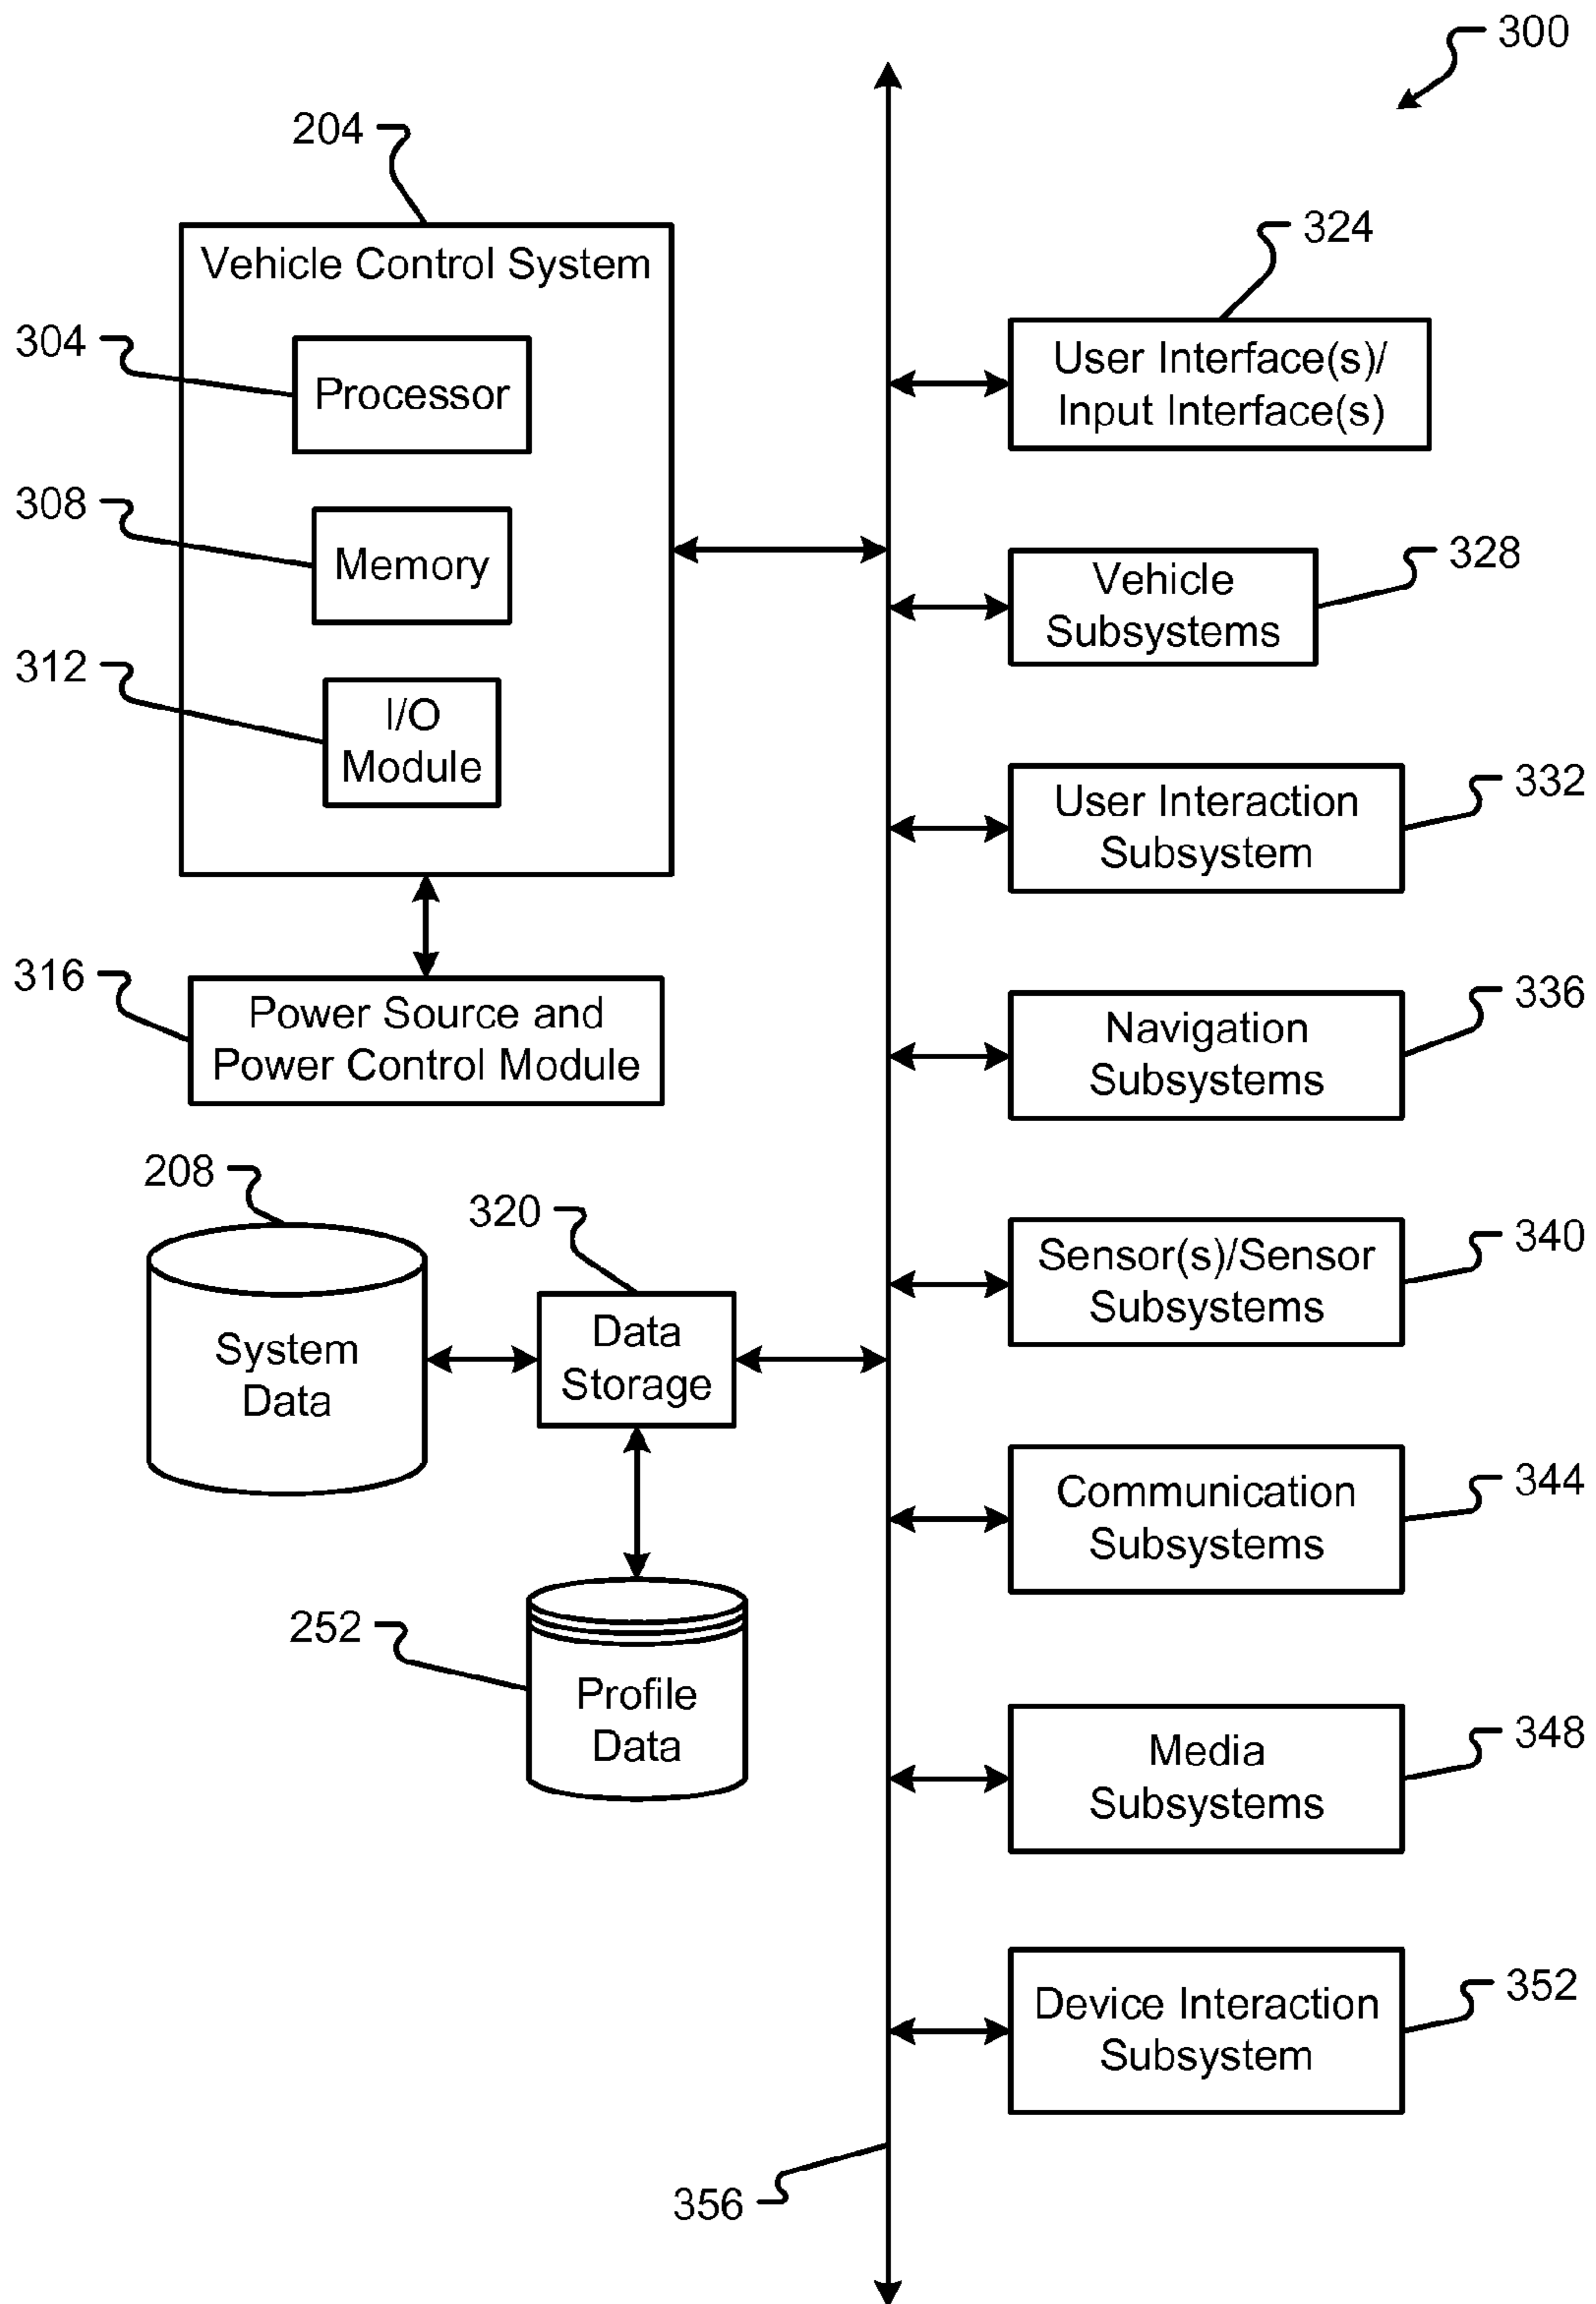 300
204
Vehicle Control System
304
Processor
308
Memory
312
I/O
Module
316
Power Source and
Power Control Module
208
System
Data
320
Data
Storage
252
Profile
Data
324
User Interface(s)/
Input Interface(s)
328
Vehicle
Subsystems
332
User Interaction
Subsystem
336
Navigation
Subsystems
340
Sensor(s)/Sensor
Subsystems
344
Communication
Subsystems
348
Media
Subsystems
352
Device Interaction
Subsystem
356